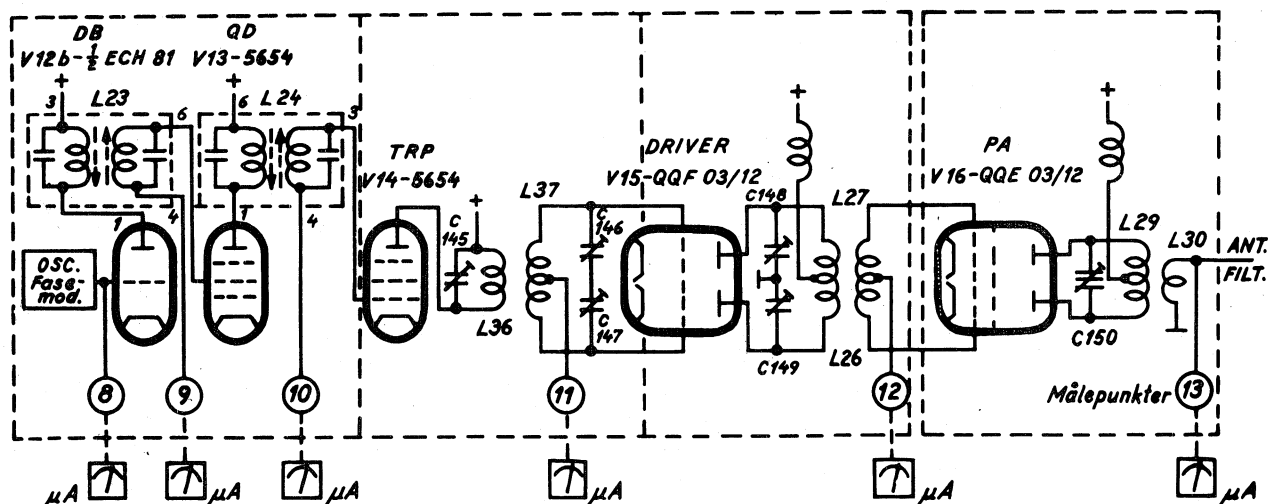 DB
V12b-½ ECH 81
QD
V13-5654
+
+
3
L23
6
6
L24
3
1
4
1
4
OSC.
Fase-
mod.
TRP
V14-5654
+
C
145
L36
L37
C
146
C
147
DRIVER
V15-QQF 03/12
+
C148
C149
L27
L26
PA
V16-QQE 03/12
+
L29
C150
L30
ANT.
FILT.
8
9
10
11
12
Målepunkter
13
µA
µA
µA
µA
µA
µA